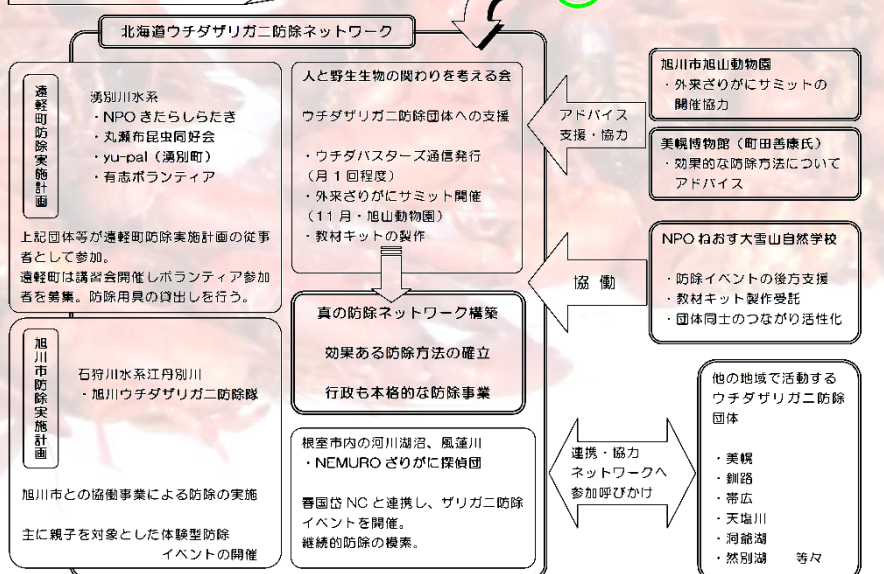 北海道ウチダザリガニ防除ネットワーク
遠軽町防除実施計画
湧別川水系
・NPOきたらしらたき
・丸瀬布昆虫同好会
・yu-pal（湧別町）
・有志ボランティア
上記団体等が遠軽町防除実施計画の従事
者として参加。
遠軽町は講習会開催しボランティア参加
者を募集。防除用具の貸出しを行う。
旭川市防除実施計画
石狩川水系江丹別川
・旭川ウチダザリガニ防除隊
旭川市との協働事業による防除の実施
主に親子を対象とした体験型防除
イベントの開催
人と野生生物の関わりを考える会
ウチダザリガニ防除団体への支援
・ウチダバスターズ通信発行
（月１回程度）
・外来ざりがにサミット開催
（11月・旭山動物園）
・教材キットの製作
真の防除ネットワーク構築
効果ある防除方法の確立
行政も本格的な防除事業
根室市内の河川湖沼、風蓮川
・NEMUROざりがに探偵団
春国岱NCと連携し、ザリガニ防除
イベントを開催。
継続的防除の模索。
アドバイス
支援・協力
協 働
連携・協力
ネットワークへ
参加呼びかけ
旭川市旭山動物園
・外来ざりがにサミットの
開催協力
美幌博物館（町田善康氏）
・効果的な防除方法について
アドバイス
NPOねおす大雪山自然学校
・防除イベントの後方支援
・教材キット製作受託
・団体同士のつながり活性化
他の地域で活動する
ウチダザリガニ防除
団体
・美幌
・釧路
・帯広
・天塩川
・洞爺湖
・然別湖　等々